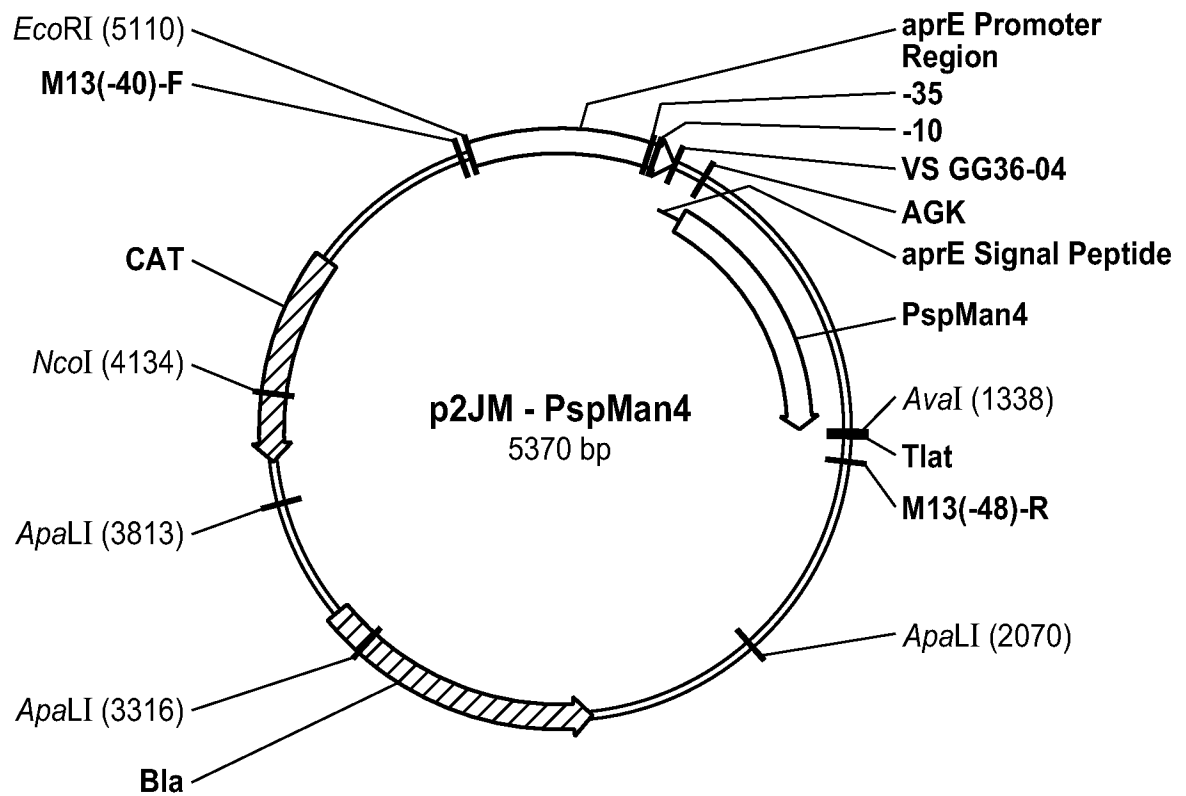 EcoRI (5110)
M13(-40)-F
CAT
NcoI (4134)
ApaLI (3813)
ApaLI (3316)
Bla
p2JM - PspMan4
5370 bp
aprE Promoter
Region
-35
-10
VS GG36-04
AGK
aprE Signal Peptide
PspMan4
AvaI (1338)
Tlat
M13(-48)-R
ApaLI (2070)